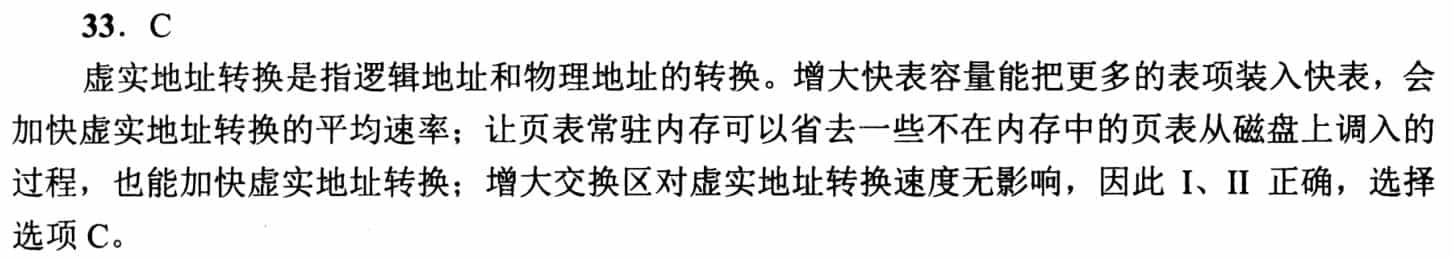 33．C
虚实地址转换是指逻辑地址和物理地址的转换。增大快表容量能把更多的表项装入快表，会
加快虚实地址转换的平均速率；让页表常驻内存可以省去一些不在内存中的页表从磁盘上调入的
过程，也能加快虚实地址转换；增大交换区对虚实地址转换速度无影响，因此 I、II 正确，选择
选项 C。